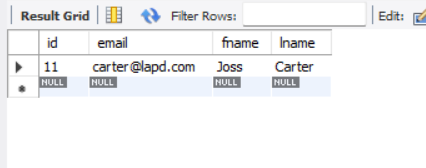 Result Grid Filter Rows: Edit:
id email fname lname
11 carter@lapd.com Joss Carter
NULL NULL NULL NULL